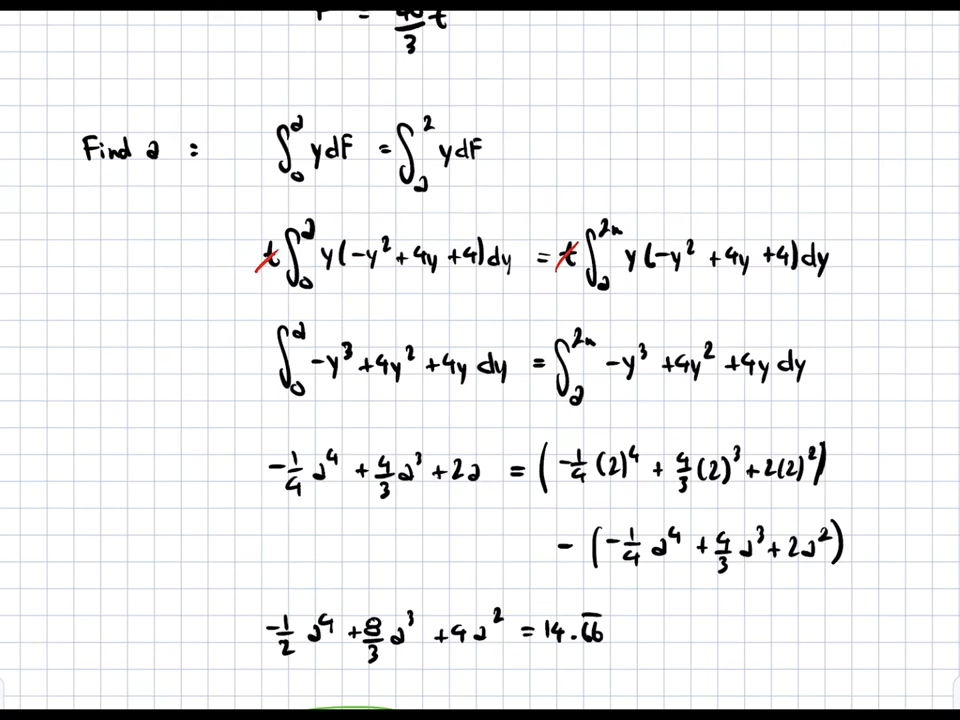 F = 40/3 t
Find a : ∫₀ᵃ y dF = ∫ₐ² y dF
t ∫₀ᵃ y(-y² + 4y + 4) dy = t ∫ₐ²ᵐ y(-y² + 4y + 4) dy
∫₀ᵃ -y³ + 4y² + 4y dy = ∫ₐ²ᵐ -y³ + 4y² + 4y dy
-1/4 a⁴ + 4/3 a³ + 2a = (-1/4 (2)⁴ + 4/3 (2)³ + 2(2)²)
- (-1/4 a⁴ + 4/3 a³ + 2a²)
-1/2 a⁴ + 8/3 a³ + 4a² = 14.6̅6̅